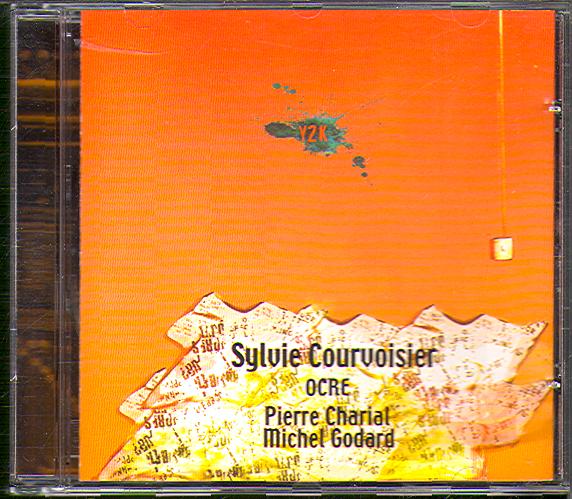 Y2K
Sylvie Courvoisier
OCRE
Pierre Charial
Michel Godard